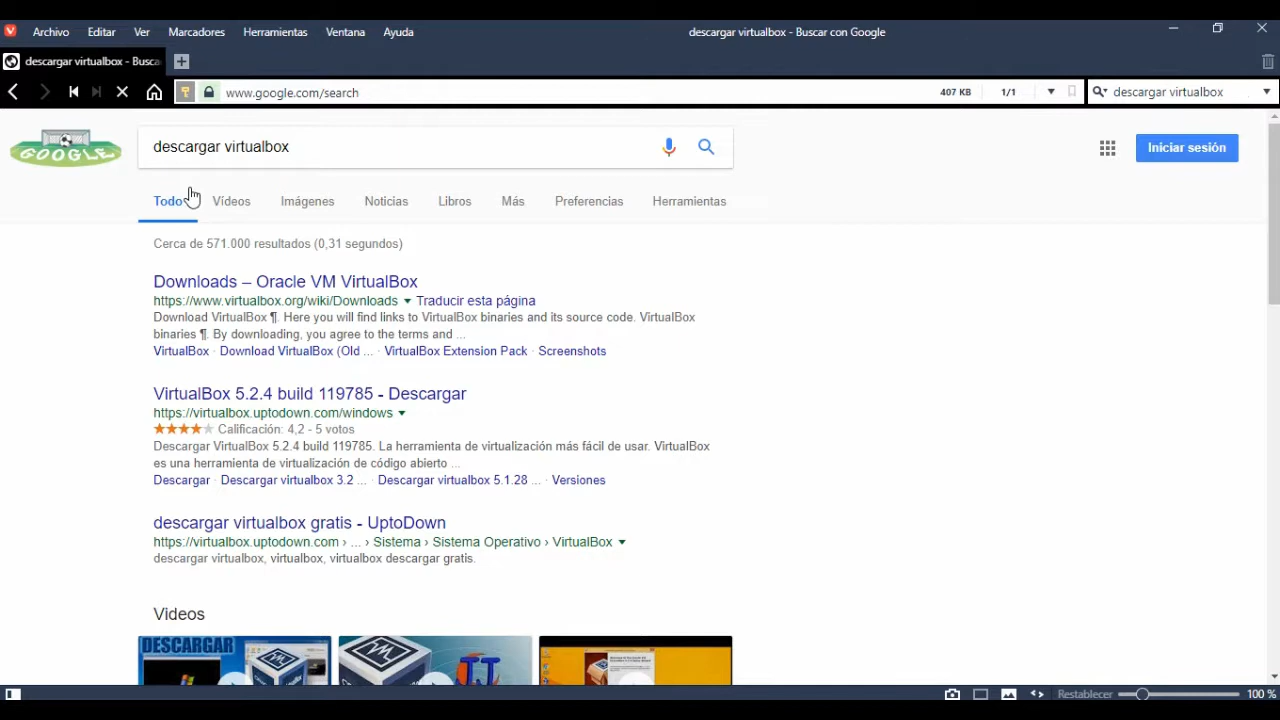 Archivo Editar Ver Marcadores Herramientas Ventana Ayuda descargar virtualbox - Buscar con Google
descargar virtualbox - Busca
www.google.com/search 407 KB 1/1 descargar virtualbox
GOOGLE descargar virtualbox Iniciar sesión
Todo Vídeos Imágenes Noticias Libros Más Preferencias Herramientas
Cerca de 571.000 resultados (0,31 segundos)
Downloads – Oracle VM VirtualBox
https://www.virtualbox.org/wiki/Downloads ▼ Traducir esta página
Download VirtualBox ¶. Here you will find links to VirtualBox binaries and its source code. VirtualBox
binaries ¶. By downloading, you agree to the terms and ...
VirtualBox · Download VirtualBox (Old ... · VirtualBox Extension Pack · Screenshots
VirtualBox 5.2.4 build 119785 - Descargar
https://virtualbox.uptodown.com/windows ▼
★★★★★ Calificación: 4,2 - 5 votos
Descargar VirtualBox 5.2.4 build 119785. La herramienta de virtualización más fácil de usar. VirtualBox
es una herramienta de virtualización de código abierto ...
Descargar · Descargar virtualbox 3.2 ... · Descargar virtualbox 5.1.28 ... · Versiones
descargar virtualbox gratis - UptoDown
https://virtualbox.uptodown.com › ... › Sistema › Sistema Operativo › VirtualBox ▼
descargar virtualbox, virtualbox, virtualbox descargar gratis.
Videos
DESCARGAR
Restablecer 100 %